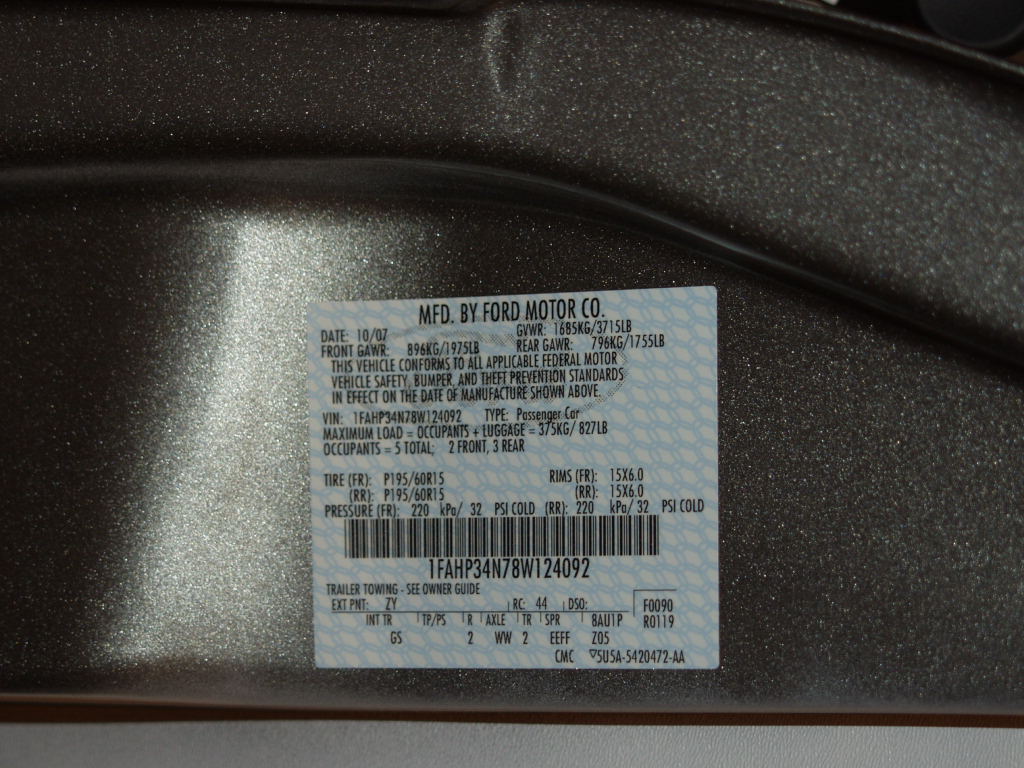 MFD. BY FORD MOTOR CO.
DATE: 10/07 GVWR: 1685KG/3715LB
FRONT GAWR: 896KG/1975LB REAR GAWR: 796KG/1755LB
THIS VEHICLE CONFORMS TO ALL APPLICABLE FEDERAL MOTOR
VEHICLE SAFETY, BUMPER, AND THEFT PREVENTION STANDARDS
IN EFFECT ON THE DATE OF MANUFACTURE SHOWN ABOVE.
VIN: 1FAHP34N78W124092 TYPE: Passenger Car
MAXIMUM LOAD = OCCUPANTS + LUGGAGE = 375KG/ 827LB
OCCUPANTS = 5 TOTAL; 2 FRONT, 3 REAR
TIRE (FR): P195/60R15 RIMS (FR): 15X6.0
(RR): P195/60R15 (RR): 15X6.0
PRESSURE (FR): 220 kPa/ 32 PSI COLD (RR): 220 kPa/ 32 PSI COLD
1FAHP34N78W124092
TRAILER TOWING - SEE OWNER GUIDE
EXT PNT: ZY RC: 44 DSO: F0090
INT TR TP/PS R AXLE TR SPR 8AU1P R0119
GS 2 WW 2 EEFF Z05
CMC ▽5U5A-5420472-AA